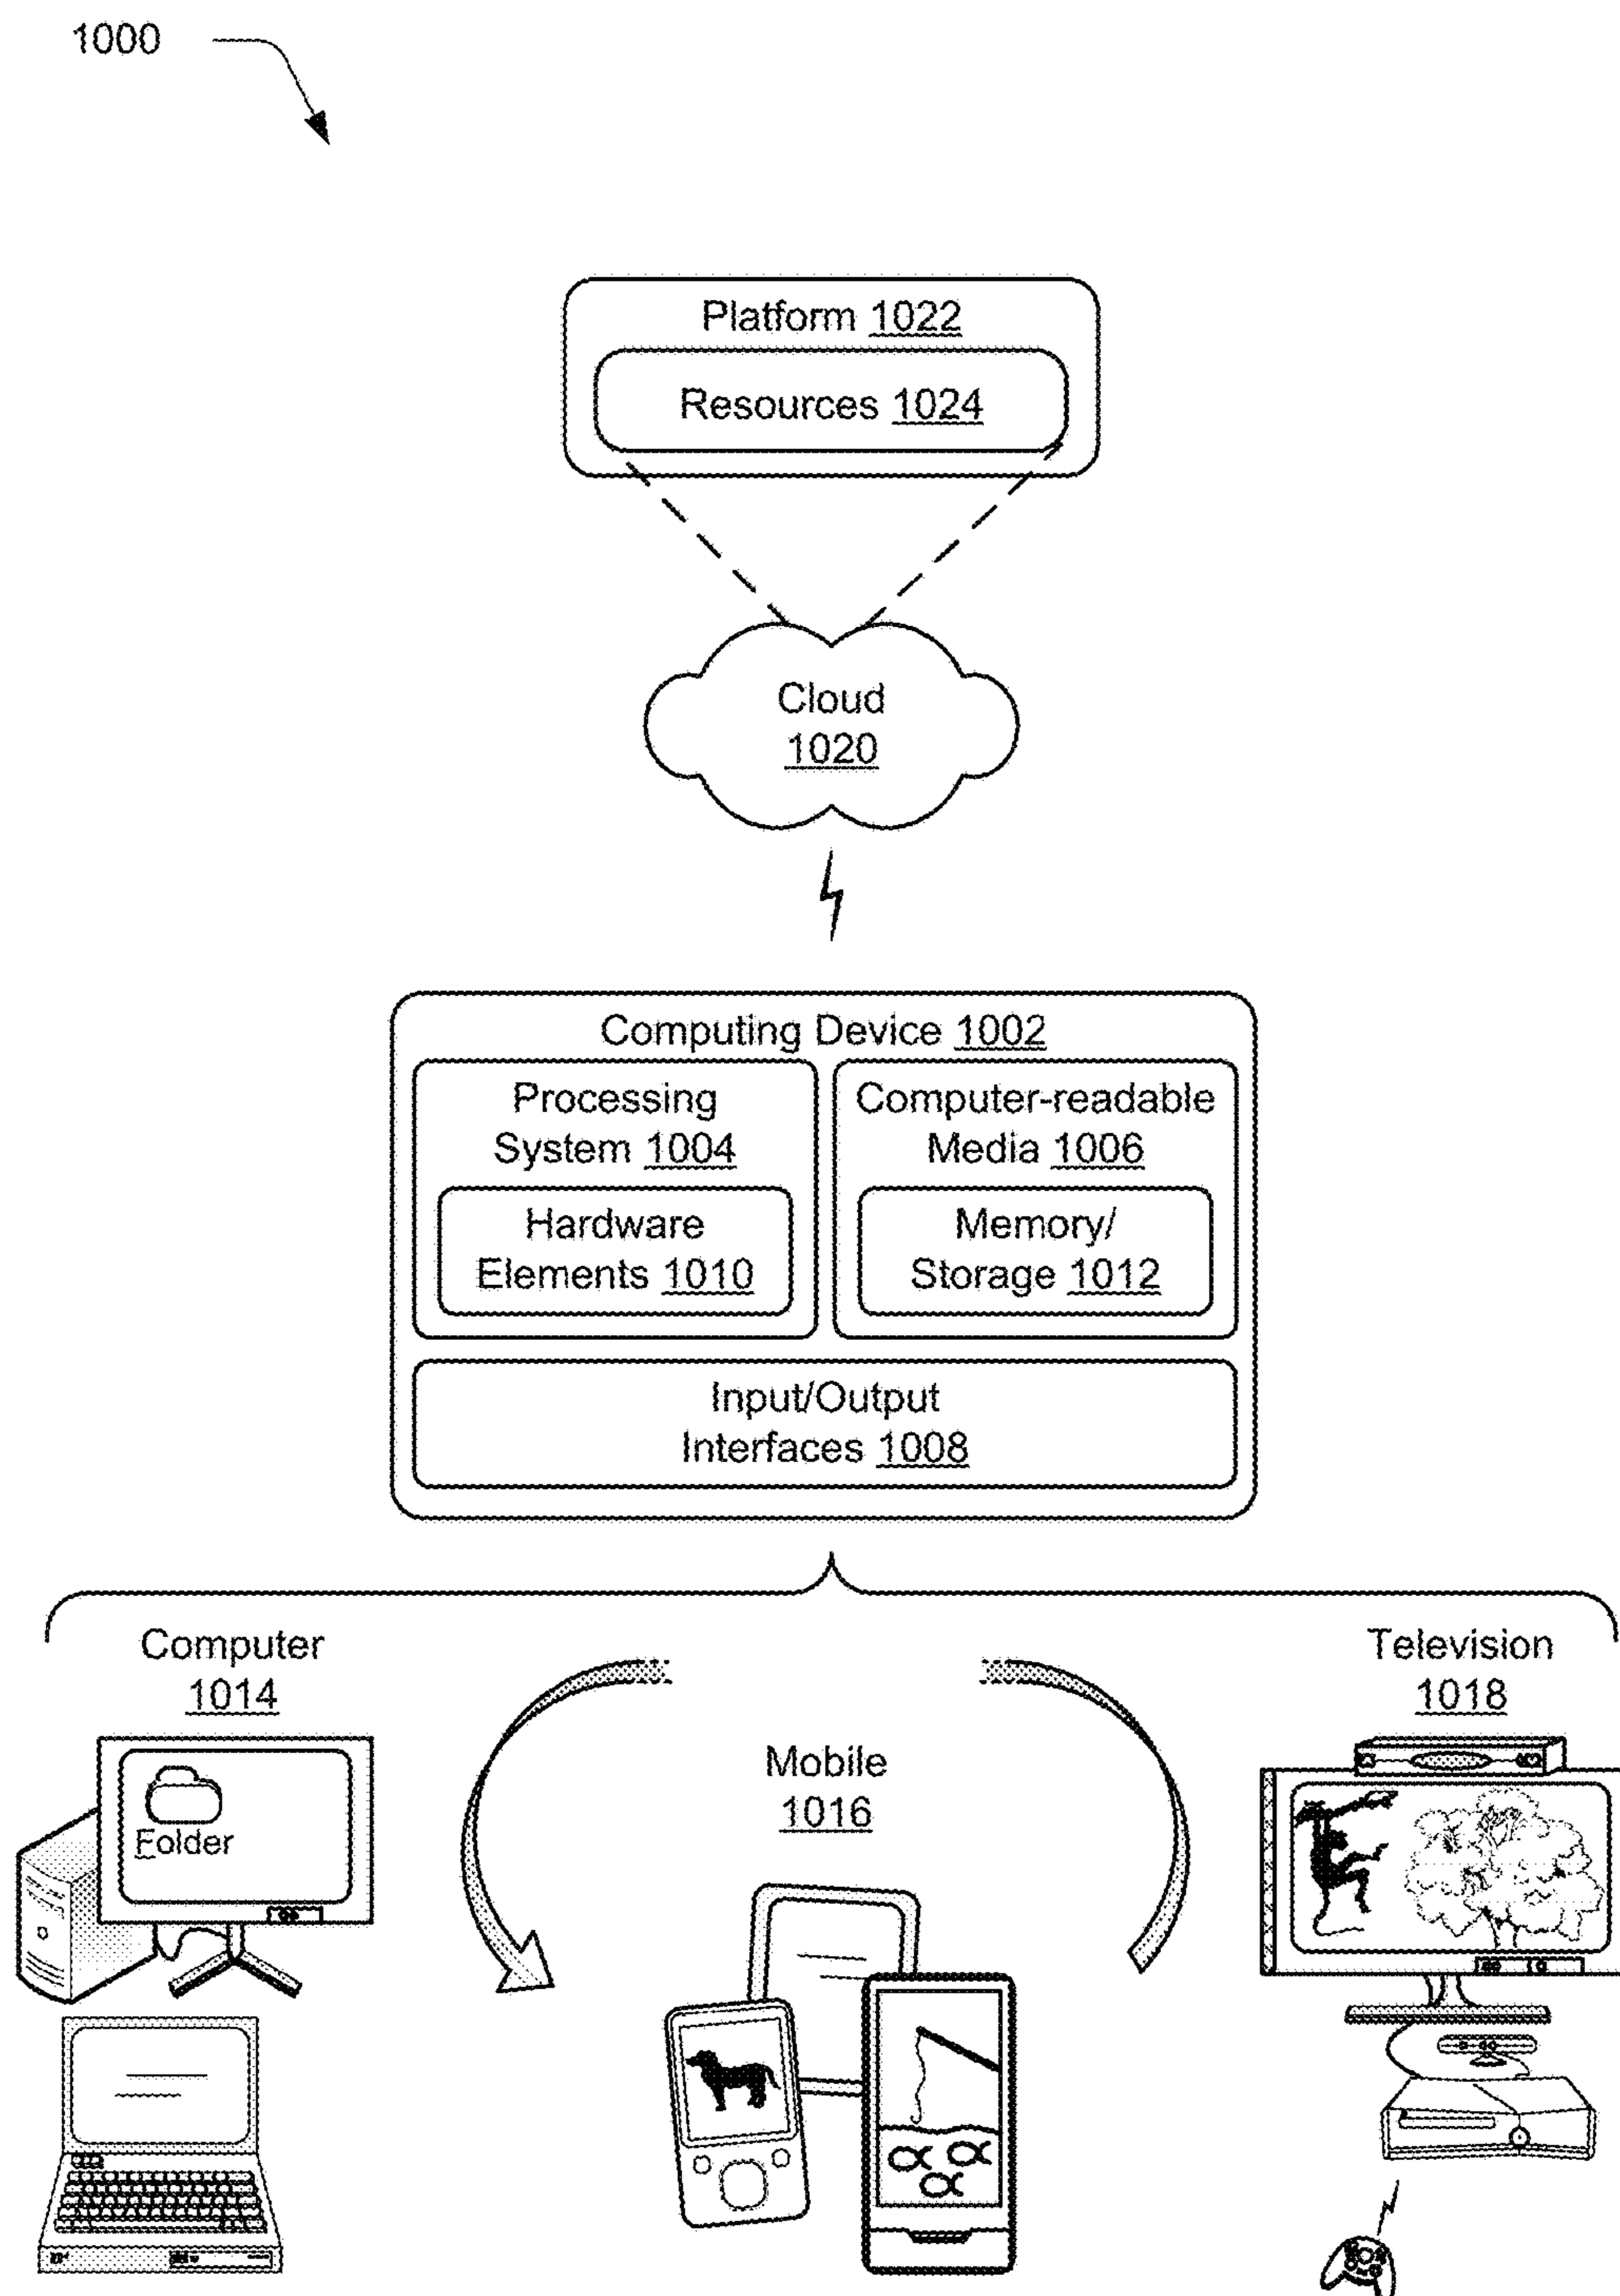 1000
Platform 1022
Resources 1024
Cloud
1020
Computing Device 1002
Processing
System 1004
Hardware
Elements 1010
Computer-readable
Media 1006
Memory/
Storage 1012
Input/Output
Interfaces 1008
Computer
1014
Folder
Mobile
1016
Television
1018